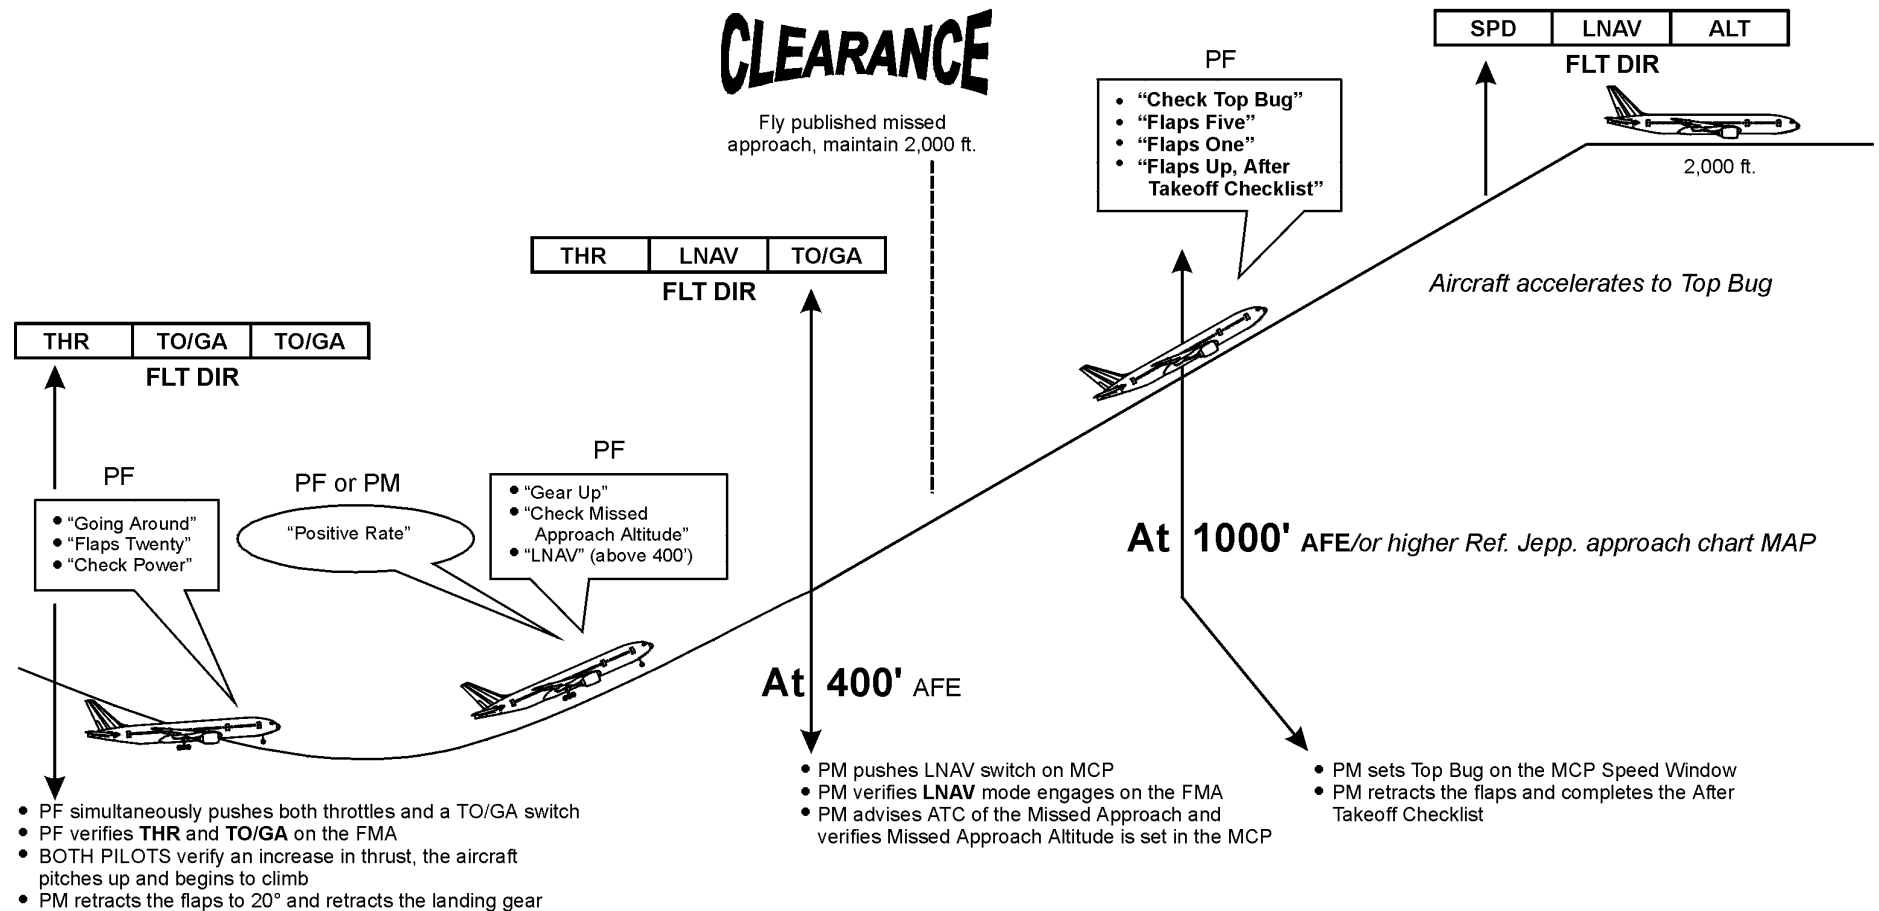 CLEARANCE
Fly published missed
approach, maintain 2,000 ft.
SPD LNAV ALT
FLT DIR
2,000 ft.
PF
• “Check Top Bug”
• “Flaps Five”
• “Flaps One”
• “Flaps Up, After
Takeoff Checklist”
Aircraft accelerates to Top Bug
THR LNAV TO/GA
FLT DIR
THR TO/GA TO/GA
FLT DIR
PF
• “Going Around”
• “Flaps Twenty”
• “Check Power”
PF or PM
“Positive Rate”
PF
• “Gear Up”
• “Check Missed
Approach Altitude”
• “LNAV” (above 400’)
At 1000' AFE/or higher Ref. Jepp. approach chart MAP
At 400' AFE
• PF simultaneously pushes both throttles and a TO/GA switch
• PF verifies THR and TO/GA on the FMA
• BOTH PILOTS verify an increase in thrust, the aircraft
pitches up and begins to climb
• PM retracts the flaps to 20° and retracts the landing gear
• PM pushes LNAV switch on MCP
• PM verifies LNAV mode engages on the FMA
• PM advises ATC of the Missed Approach and
verifies Missed Approach Altitude is set in the MCP
• PM sets Top Bug on the MCP Speed Window
• PM retracts the flaps and completes the After
Takeoff Checklist